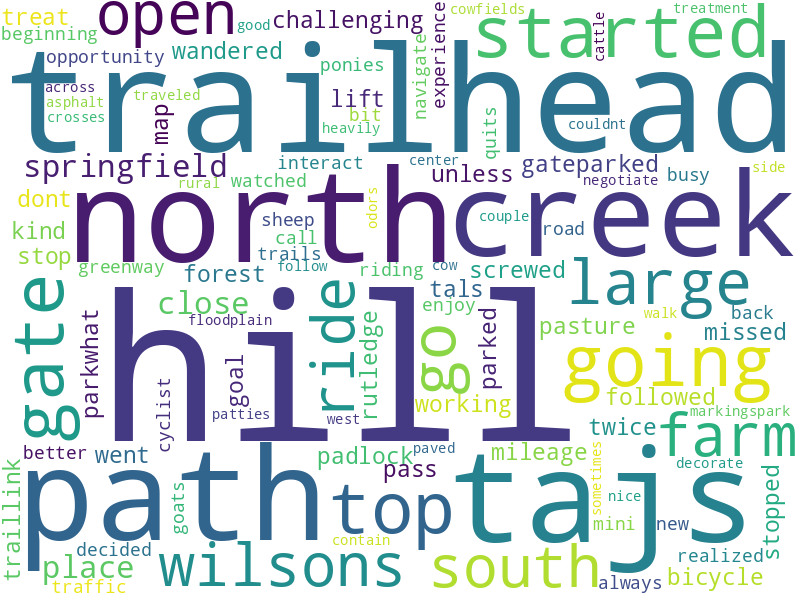 treat open good challenging cowfields started treatment
beginning
opportunity wandered ponies navigate experience cattle
trailhead
across
asphalt traveled map lift bit quits couldnt
crosses heavily
springfield interact center unless gateparked busy side
rural watched negotiate
dont north odors creek
kind sheep couple road
stop call
greenway forest trails follow riding cow screwed large
gate close hill ride tals enjoy go walk back
floodplain pasture missed
parkwhat goal rutledge parked going
cyclist patties west working followed
markingspark
better went path padlock paved mileage twice farm
pass tajs decorate
traillink goats top sometimes nice mini new stopped
contain
decided wilsons south realized
place always bicycle
traffic